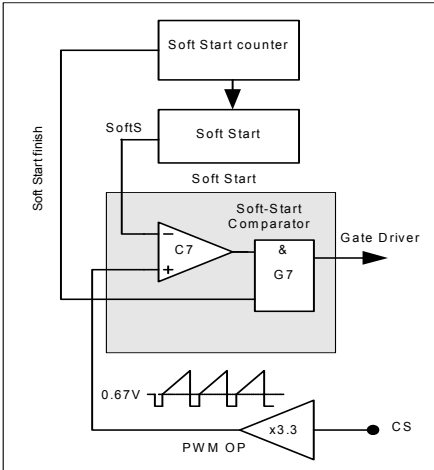 Soft Start counter
SoftS
Soft Start
Soft Start finish
Soft Start
Soft-Start
Comparator
Gate Driver
C7
&
G7
0.67V
x3.3
CS
PWM OP